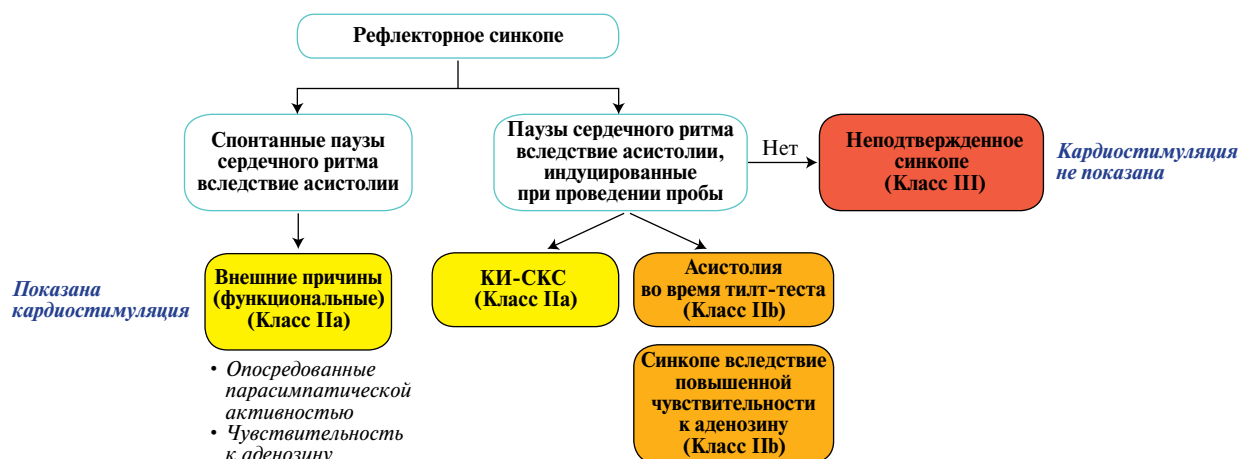 Рефлекторное синкопе
Спонтанные паузы
сердечного ритма
вследствие асистолии
Паузы сердечного ритма
вследствие асистолии,
индуцированные
при проведении пробы
Нет
Неподтвержденное
синкопе
(Класс III)
Кардиостимуляция
не показана
Показана
кардиостимуляция
Внешние причины
(функциональные)
(Класс IIa)
• Опосредованные
парасимпатической
активностью
• Чувствительность
к аденозину
КИ-СКС
(Класс IIa)
Асистолия
во время тилт-теста
(Класс IIb)
Синкопе вследствие
повышенной
чувствительности
к аденозину
(Класс IIb)